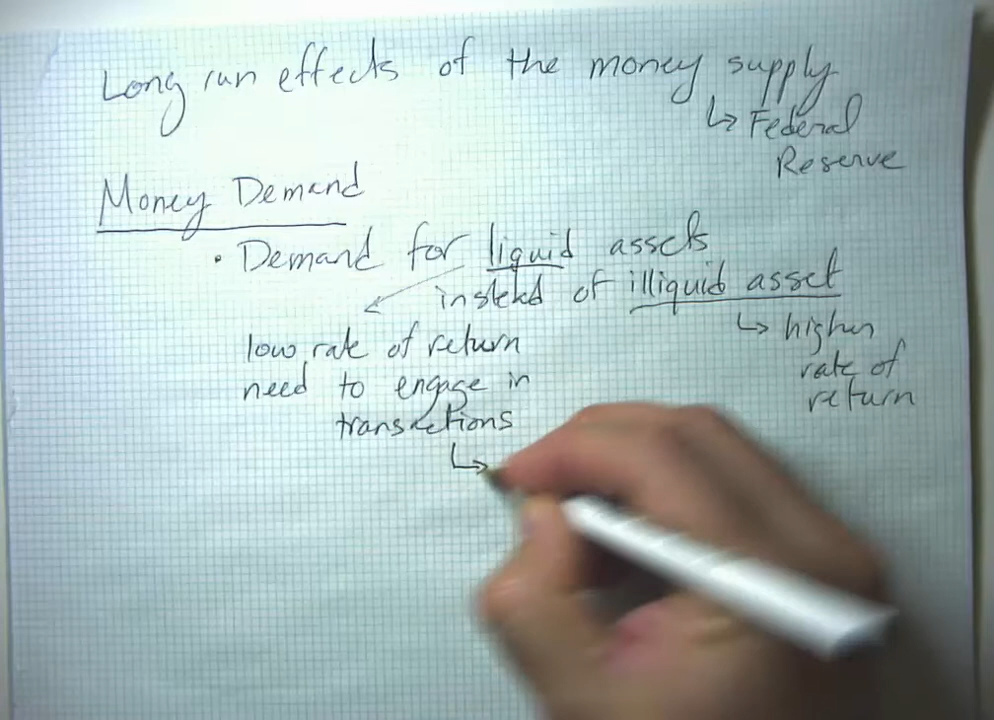 Long run effects of the money supply
↳ Federal
Reserve
Money Demand
• Demand for liquid assets
instead of illiquid asset
↳ higher
rate of
return
low rate of return
need to engage in
transactions
↳